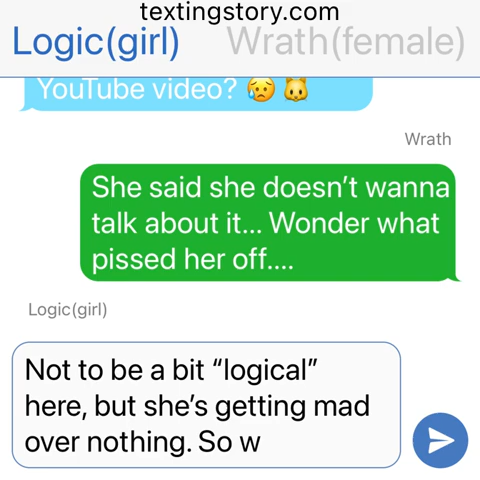 textingstory.com
Logic(girl) Wrath(female)
YouTube video? 😥 🐱
Wrath
She said she doesn’t wanna
talk about it... Wonder what
pissed her off....
Logic(girl)
Not to be a bit “logical”
here, but she’s getting mad
over nothing. So w